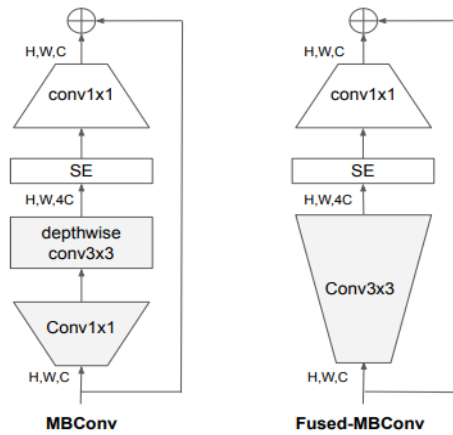 H,W,C
conv1x1
SE
H,W,4C
depthwise
conv3x3
Conv1x1
H,W,C
MBConv
H,W,C
conv1x1
SE
H,W,4C
Conv3x3
H,W,C
Fused-MBConv